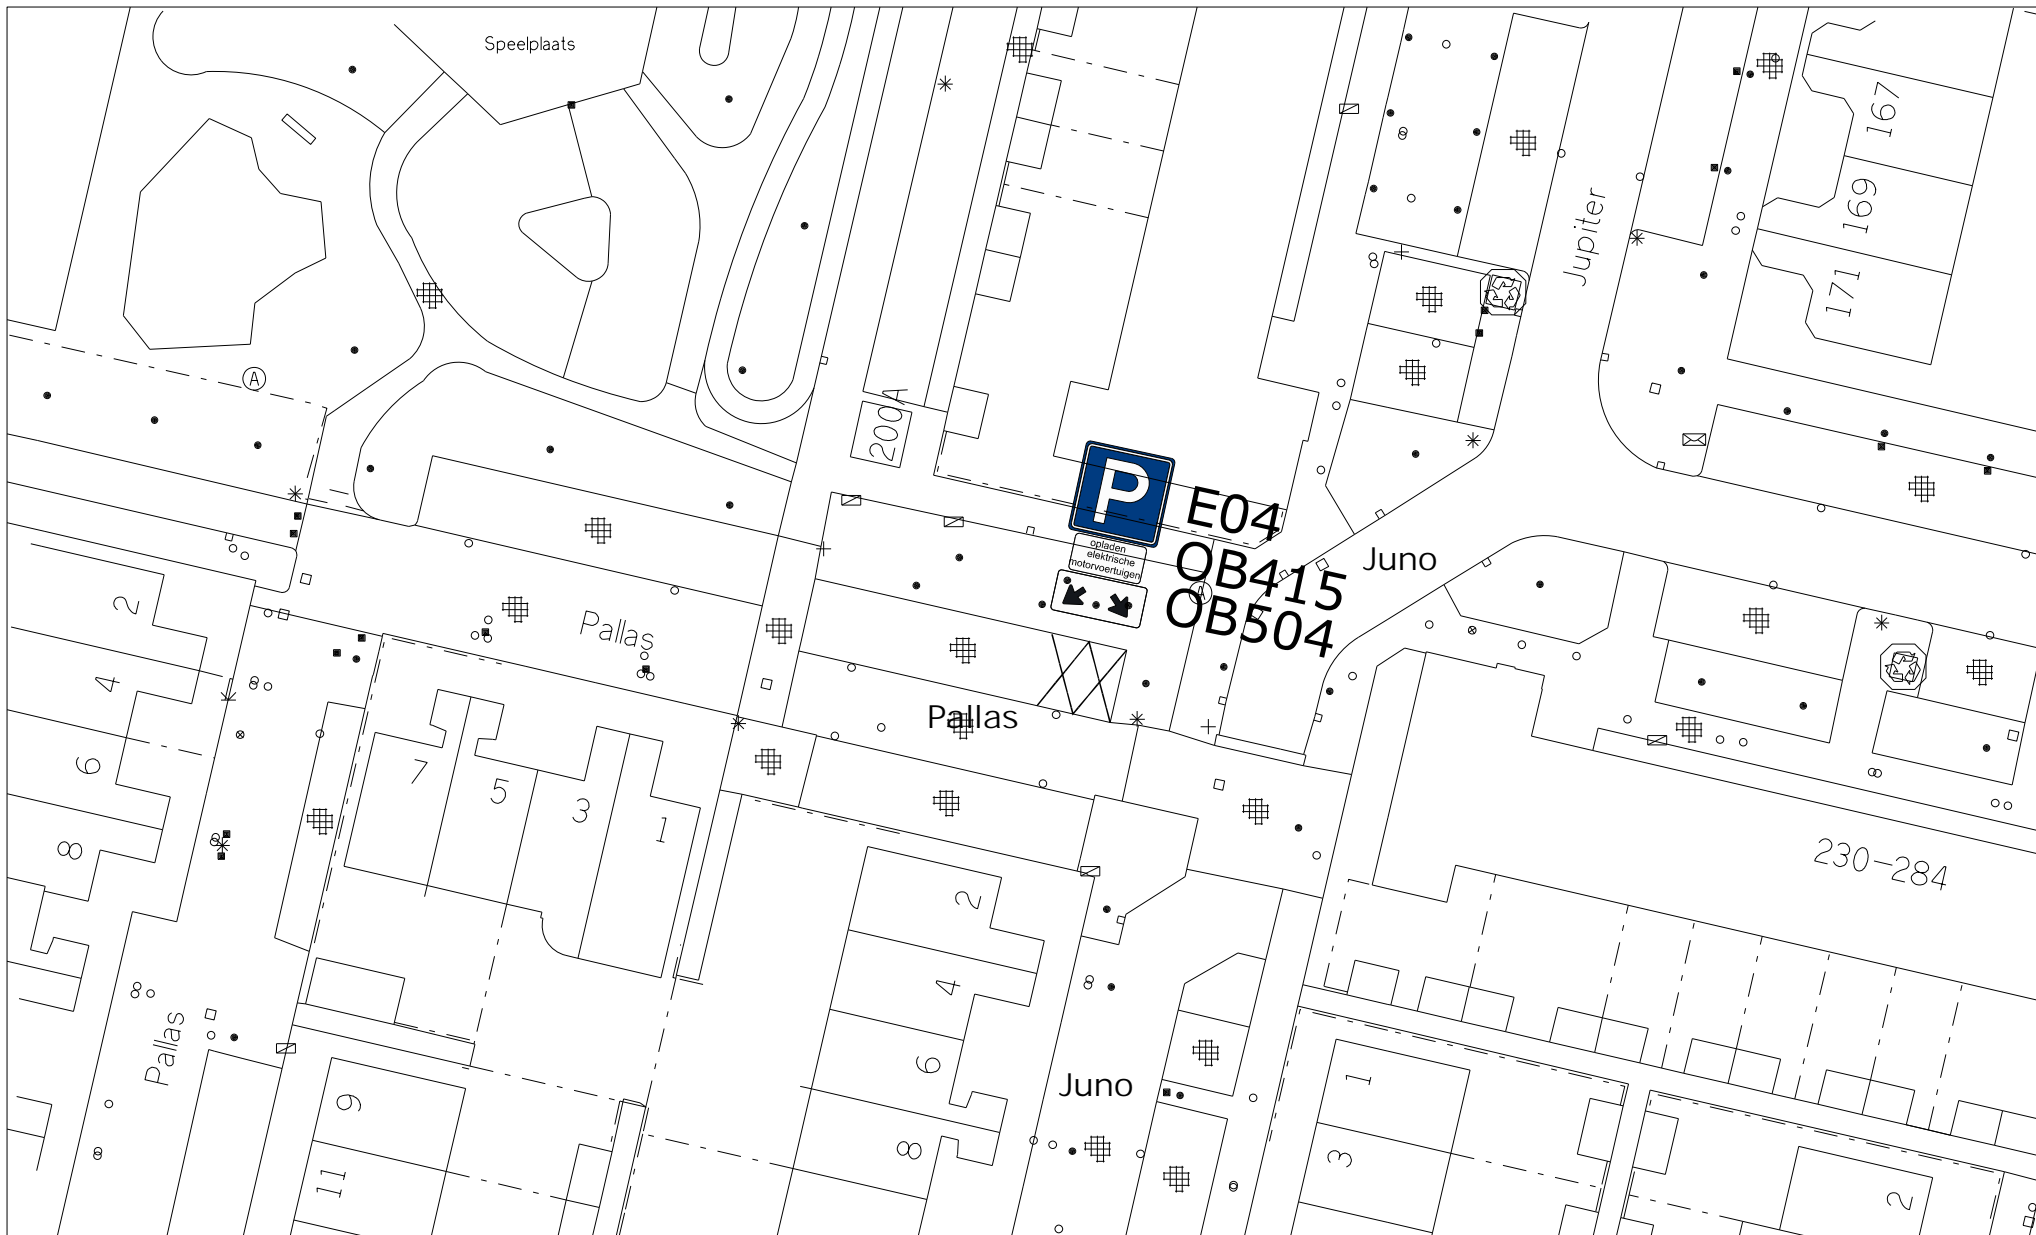 Speelplaats
167
169
171
Jupiter
200A
A
P
E04
opladen
elektrische
motorvoertuigen
OB415
A
OB504
Juno
Pallas
2
4
6
8
7
5
3
1
Pallas
230-284
2
4
6
8
Pallas
9
11
Juno
1
3
2